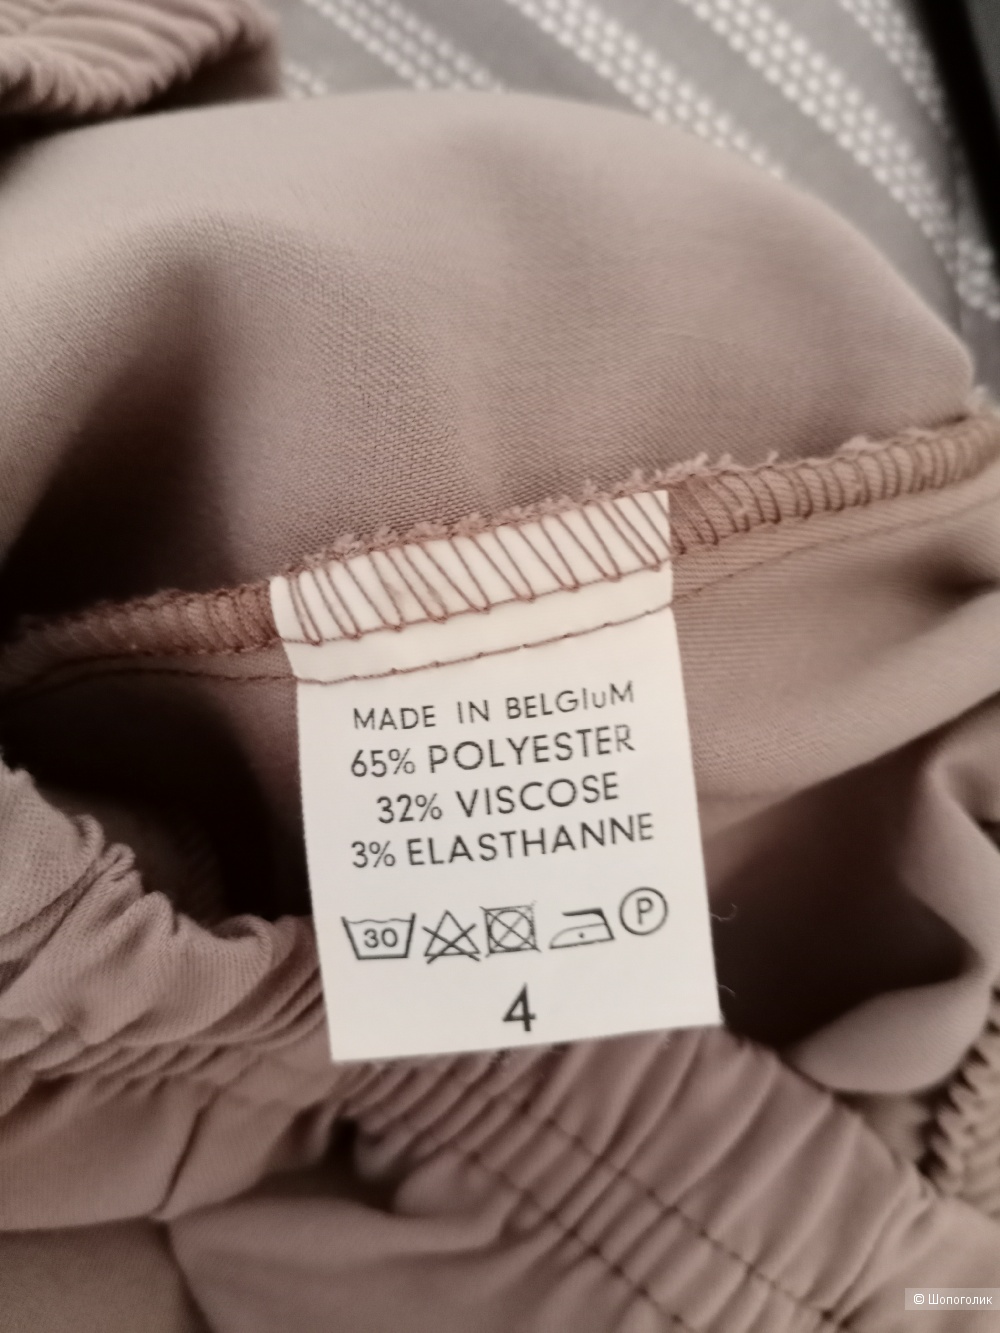 MADE IN BELGIuM
65% POLYESTER
32% VISCOSE
3% ELASTHANNE
30 P
4
© Шопоголик